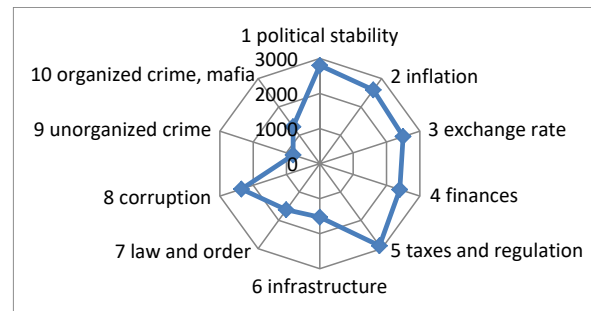 1 political stability
3000
10 organized crime, mafia
2 inflation
2000
9 unorganized crime
1000
3 exchange rate
0
8 corruption
4 finances
7 law and order
5 taxes and regulation
6 infrastructure